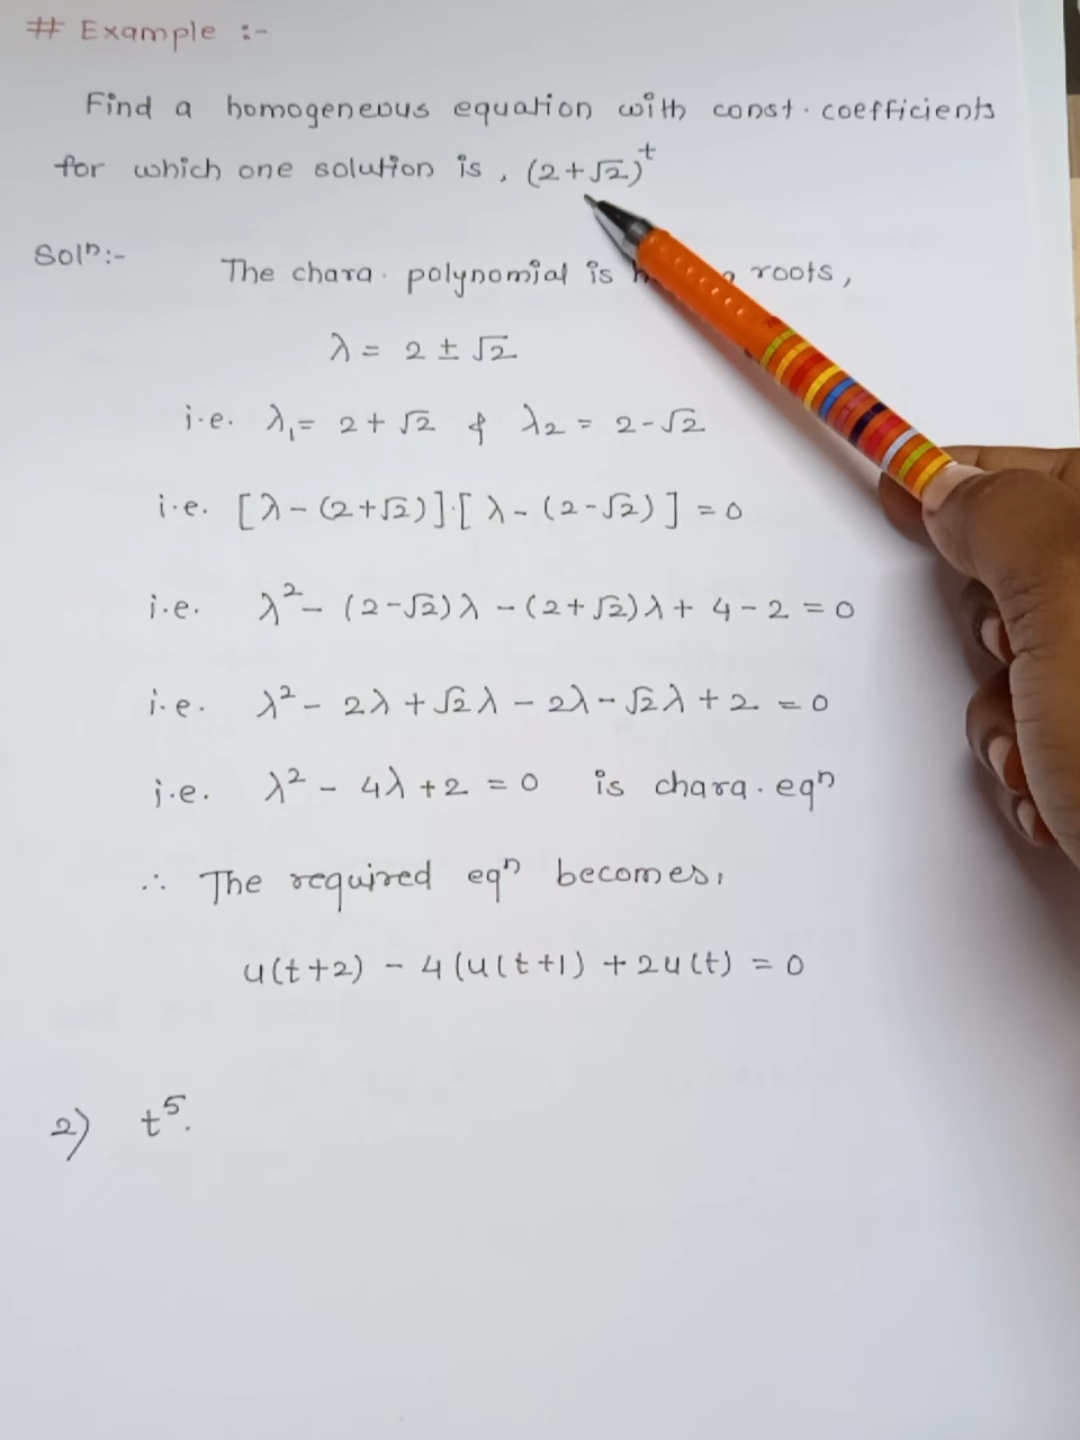 # Example :-
Find a homogeneous equation with const. coefficients
for which one solution is, (2+√2)^t
Solⁿ:- The chara. polynomial is roots,
λ = 2 ± √2
i.e. λ₁ = 2 + √2 & λ₂ = 2 - √2
i.e. [λ - (2+√2)]·[λ - (2-√2)] = 0
i.e. λ² - (2-√2)λ - (2+√2)λ + 4 - 2 = 0
i.e. λ² - 2λ + √2λ - 2λ - √2λ + 2 = 0
i.e. λ² - 4λ + 2 = 0 is chara. eqⁿ
∴ The required eqⁿ becomes,
u(t+2) - 4(u(t+1) + 2u(t) = 0
2) t⁵.